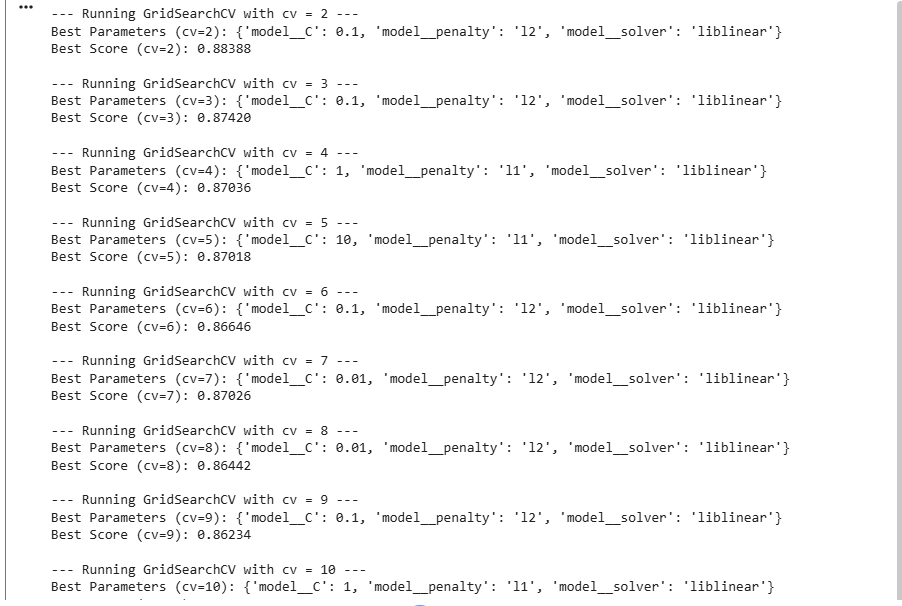 --- Running GridSearchCV with cv = 2 ---
Best Parameters (cv=2): {'model__C': 0.1, 'model__penalty': 'l2', 'model__solver': 'liblinear'}
Best Score (cv=2): 0.88388
--- Running GridSearchCV with cv = 3 ---
Best Parameters (cv=3): {'model__C': 0.1, 'model__penalty': 'l2', 'model__solver': 'liblinear'}
Best Score (cv=3): 0.87420
--- Running GridSearchCV with cv = 4 ---
Best Parameters (cv=4): {'model__C': 1, 'model__penalty': 'l1', 'model__solver': 'liblinear'}
Best Score (cv=4): 0.87036
--- Running GridSearchCV with cv = 5 ---
Best Parameters (cv=5): {'model__C': 10, 'model__penalty': 'l1', 'model__solver': 'liblinear'}
Best Score (cv=5): 0.87018
--- Running GridSearchCV with cv = 6 ---
Best Parameters (cv=6): {'model__C': 0.1, 'model__penalty': 'l2', 'model__solver': 'liblinear'}
Best Score (cv=6): 0.86646
--- Running GridSearchCV with cv = 7 ---
Best Parameters (cv=7): {'model__C': 0.01, 'model__penalty': 'l2', 'model__solver': 'liblinear'}
Best Score (cv=7): 0.87026
--- Running GridSearchCV with cv = 8 ---
Best Parameters (cv=8): {'model__C': 0.01, 'model__penalty': 'l2', 'model__solver': 'liblinear'}
Best Score (cv=8): 0.86442
--- Running GridSearchCV with cv = 9 ---
Best Parameters (cv=9): {'model__C': 0.1, 'model__penalty': 'l2', 'model__solver': 'liblinear'}
Best Score (cv=9): 0.86234
--- Running GridSearchCV with cv = 10 ---
Best Parameters (cv=10): {'model__C': 1, 'model__penalty': 'l1', 'model__solver': 'liblinear'}